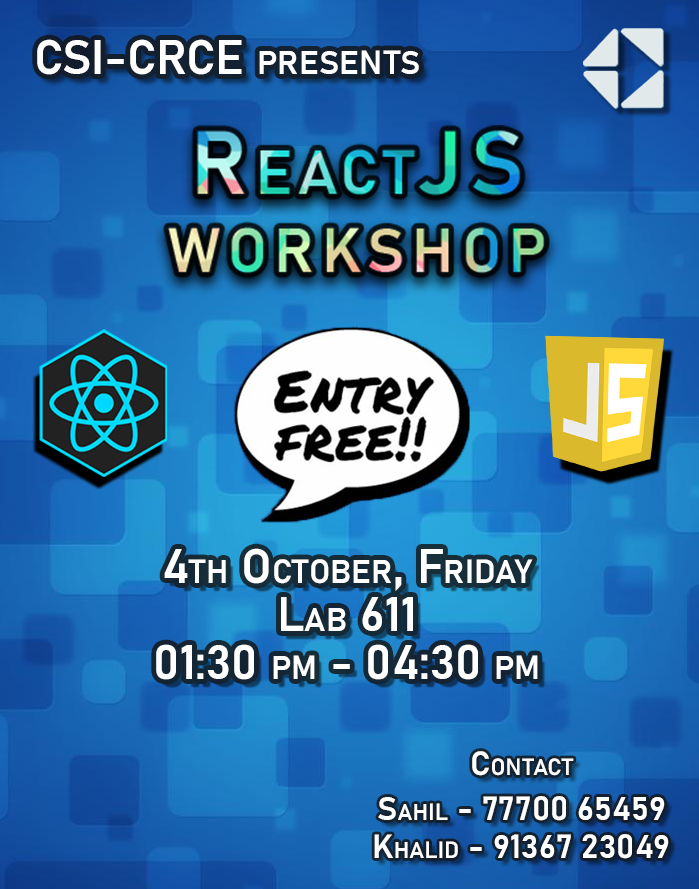 CSI-CRCE PRESENTS
REACTJS
WORKSHOP
ENTRY
FREE!!
JS
4TH OCTOBER, FRIDAY
LAB 611
01:30 PM - 04:30 PM
CONTACT
SAHIL - 77700 65459
KHALID - 91367 23049